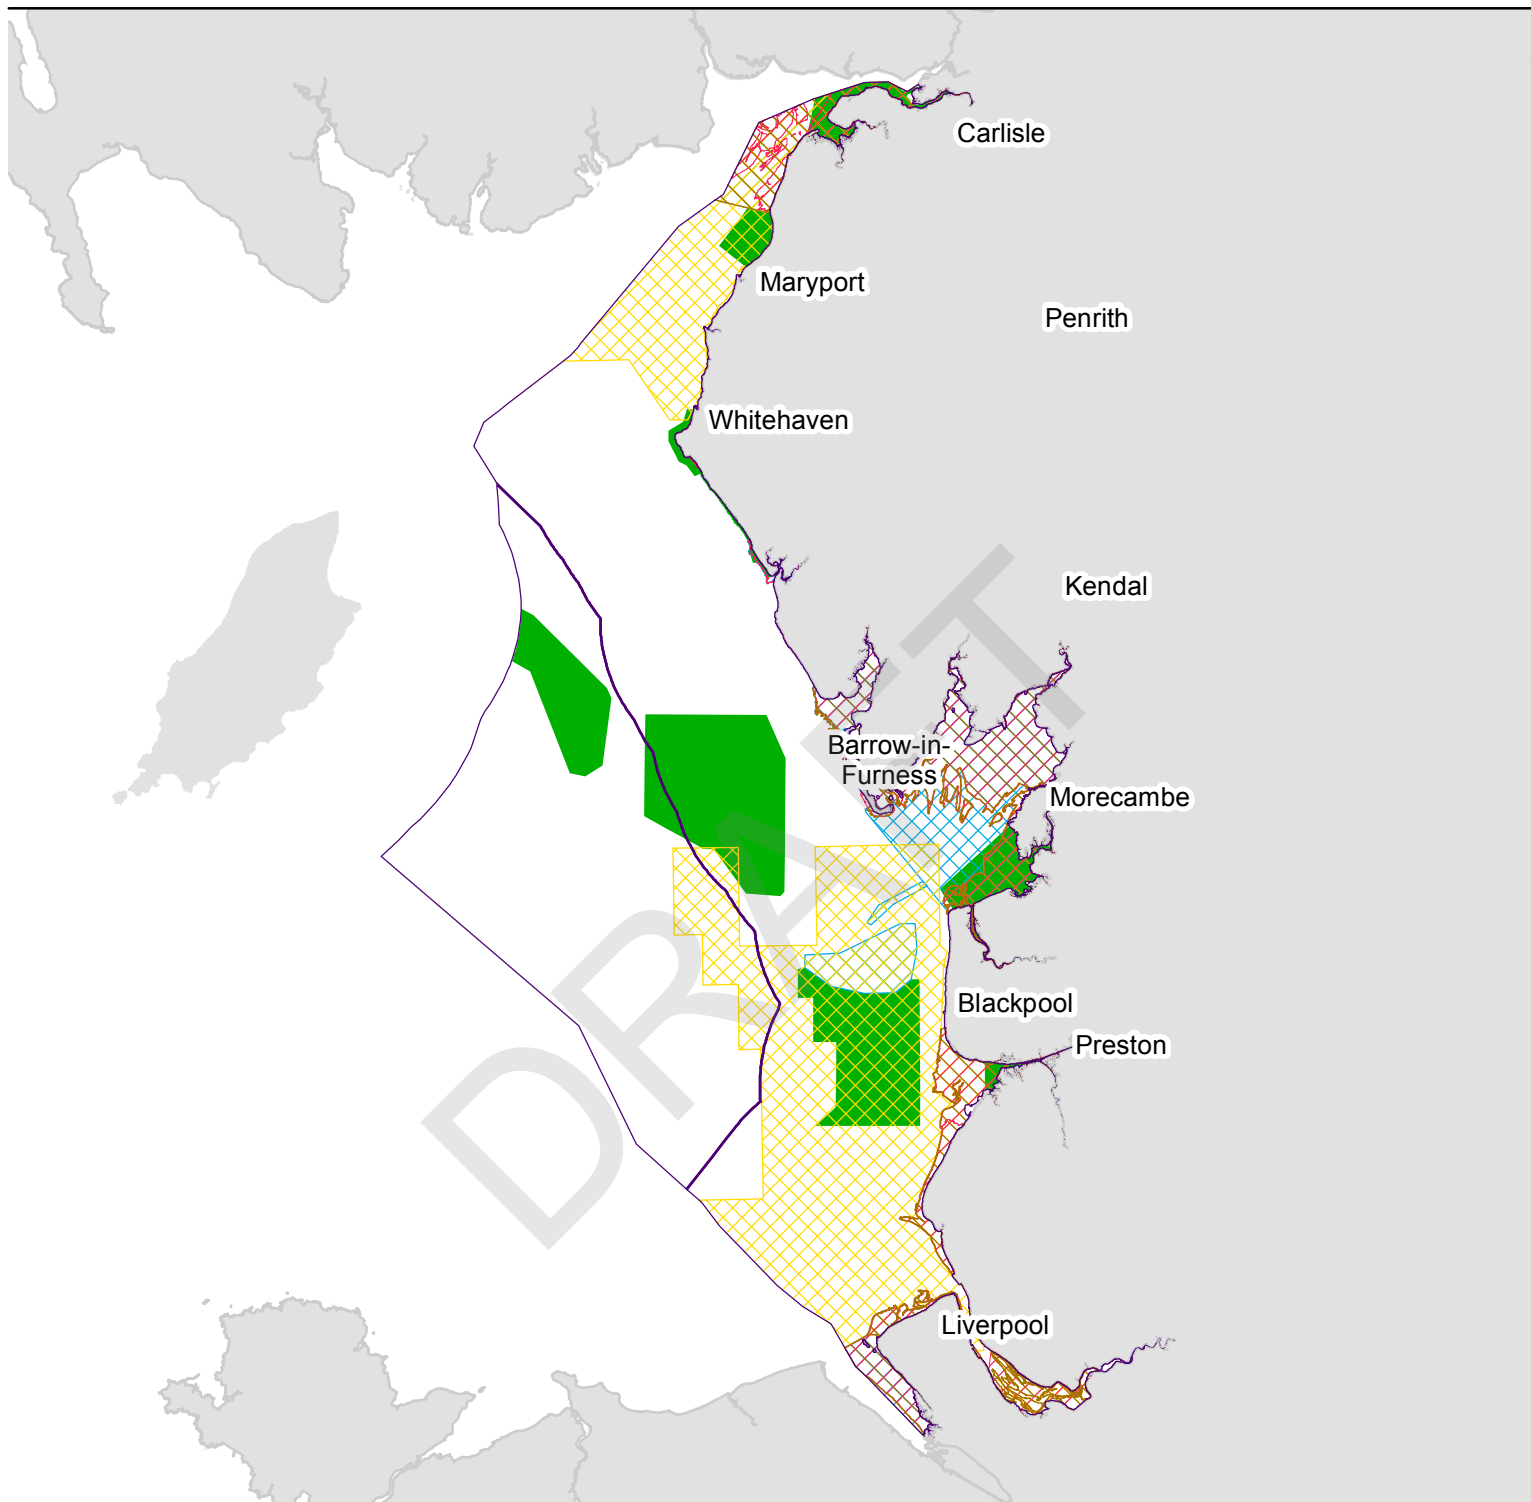 Carlisle
Maryport
Penrith
Whitehaven
Kendal
Barrow-in-
Furness
Morecambe
Blackpool
Preston
Liverpool
DRAFT